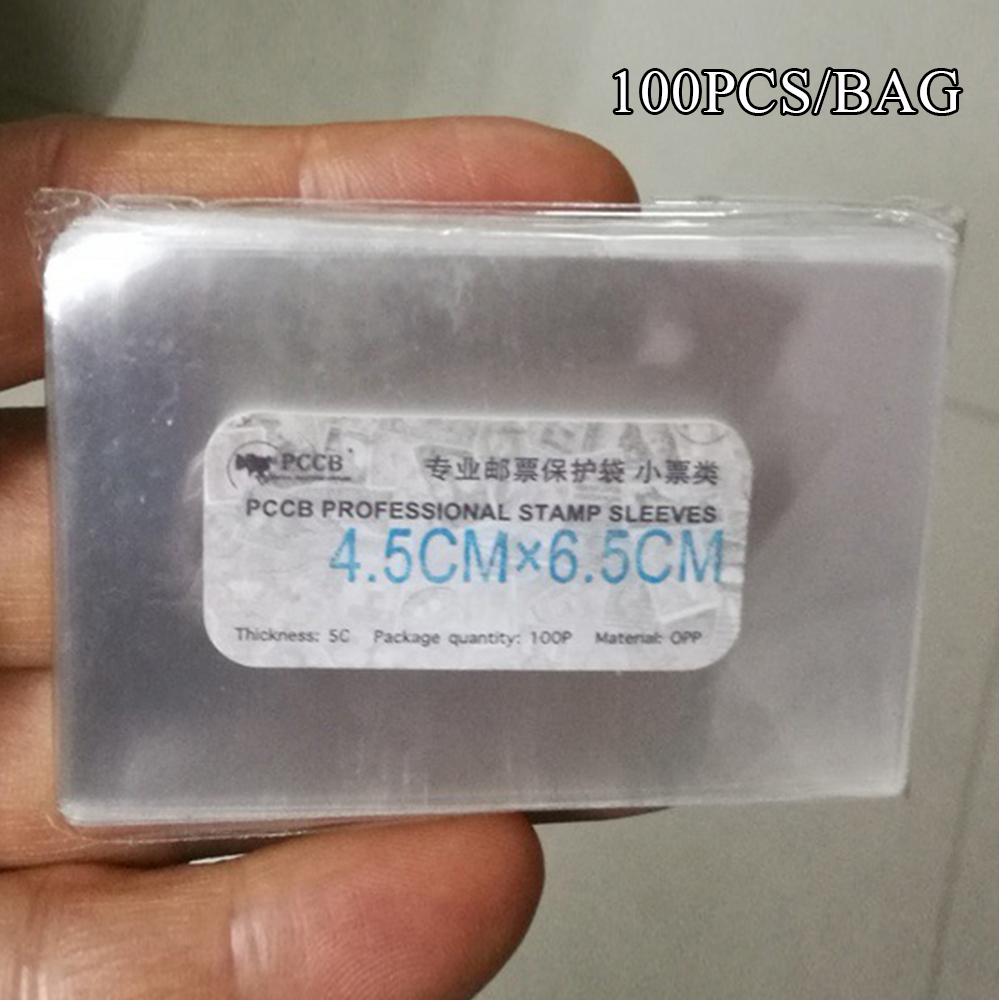 100PCS/BAG
PCCB
专业邮票保护袋 小票类
PCCB PROFESSIONAL STAMP SLEEVES
4.5CM×6.5CM
Thickness: 5C Package quantity: 100P Material: OPP